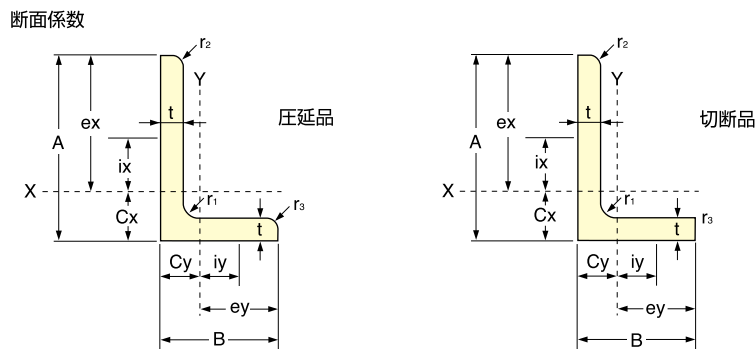 断面係数
r2
Y
t
ex
A
圧延品
ix
X
r1
Cx
r3
t
Cy
iy
ey
B
r2
Y
t
ex
A
切断品
ix
X
r1
Cx
r3
t
Cy
iy
ey
B